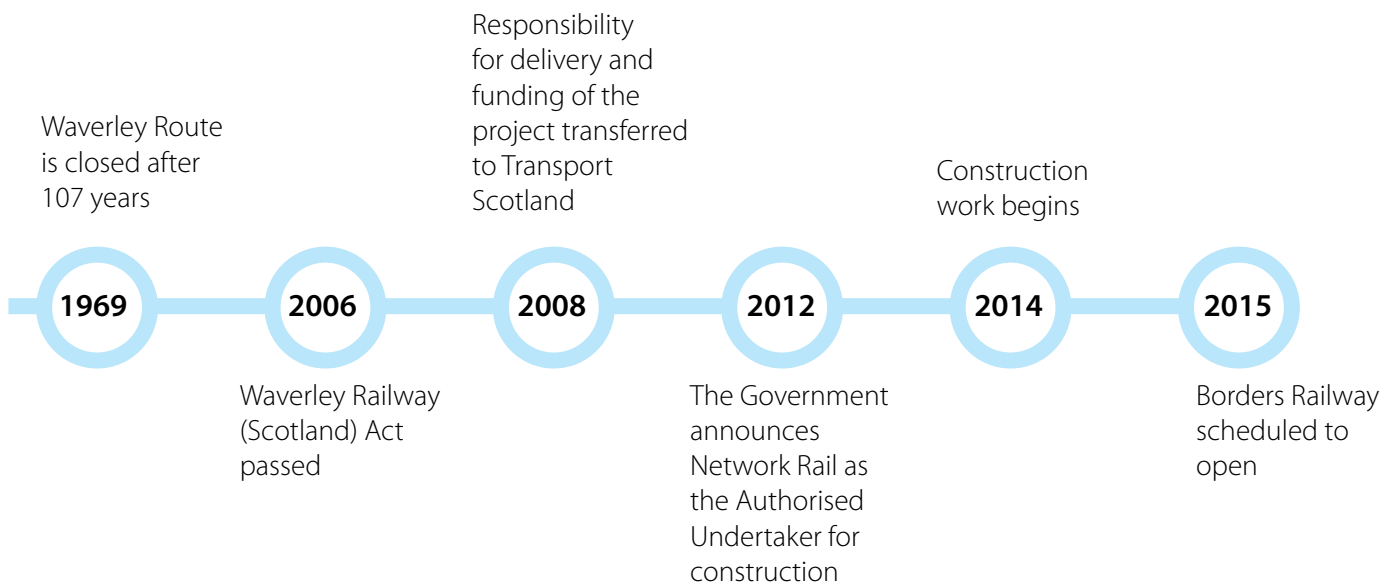 Waverley Route
is closed after
107 years
1969
Waverley Railway
(Scotland) Act
passed
2006
Responsibility
for delivery and
funding of the
project transferred
to Transport
Scotland
2008
The Government
announces
Network Rail as
the Authorised
Undertaker for
construction
2012
Construction
work begins
2014
Borders Railway
scheduled to
open
2015